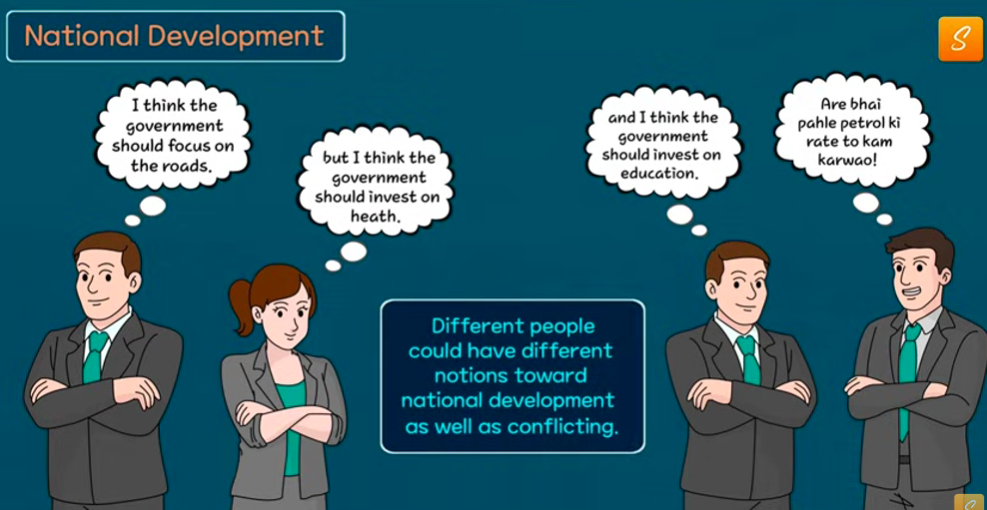 National Development
S
I think the
government
should focus on
the roads.
but I think the
government
should invest on
heath.
and I think the
government
should invest on
education.
Are bhai
pahle petrol ki
rate to kam
karwao!
Different people
could have different
notions toward
national development
as well as conflicting.